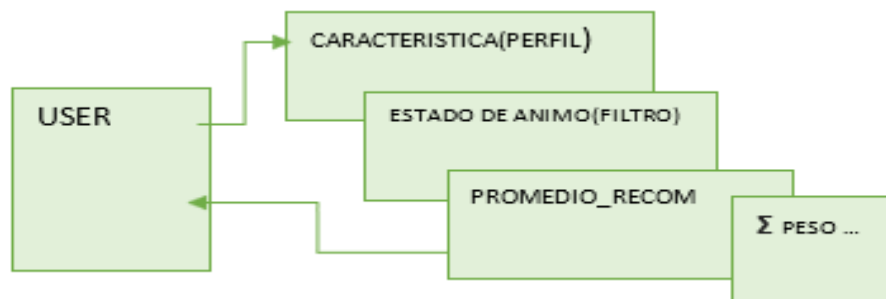 CARACTERISTICA(PERFIL)
USER
ESTADO DE ANIMO(FILTRO)
PROMEDIO_RECOM
Σ PESO ...